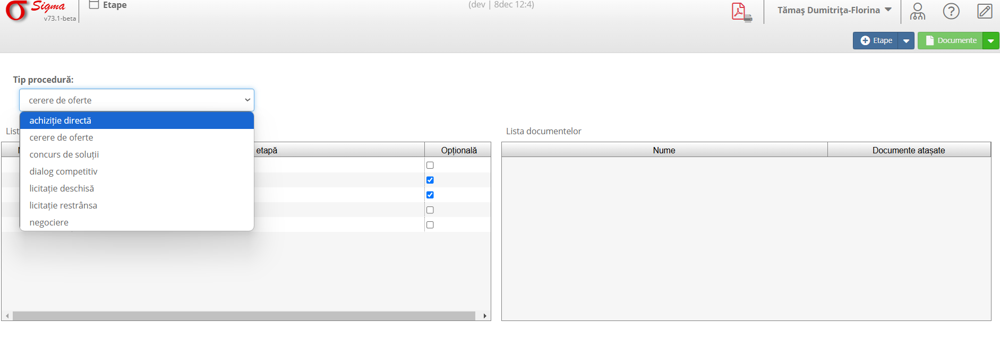 Sigma
v73.1-beta
Etape
(dev | 8dec 12:4)
Tămaş Dumitriţa-Florina
Etape
Documente
Tip procedură:
cerere de oferte
achiziție directă
cerere de oferte
concurs de soluții
dialog competitiv
licitație deschisă
licitație restrânsa
negociere
etapă
Opțională
Lista documentelor
Nume
Documente atașate